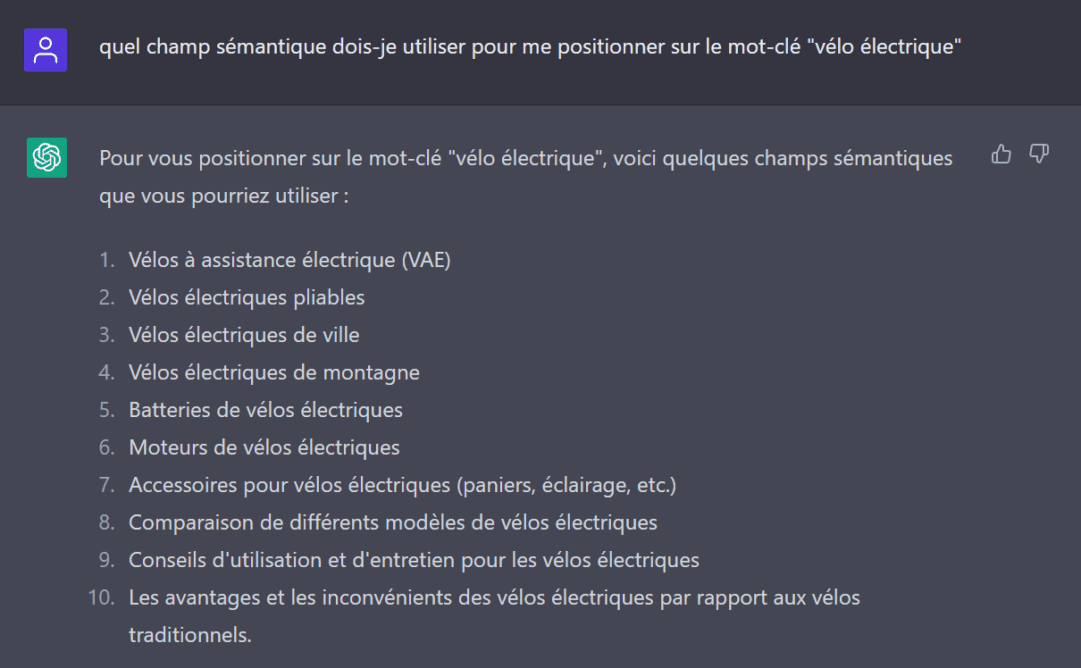 quel champ sémantique dois-je utiliser pour me positionner sur le mot-clé "vélo électrique"
Pour vous positionner sur le mot-clé "vélo électrique", voici quelques champs sémantiques
que vous pourriez utiliser :
1. Vélos à assistance électrique (VAE)
2. Vélos électriques pliables
3. Vélos électriques de ville
4. Vélos électriques de montagne
5. Batteries de vélos électriques
6. Moteurs de vélos électriques
7. Accessoires pour vélos électriques (paniers, éclairage, etc.)
8. Comparaison de différents modèles de vélos électriques
9. Conseils d'utilisation et d'entretien pour les vélos électriques
10. Les avantages et les inconvénients des vélos électriques par rapport aux vélos
traditionnels.